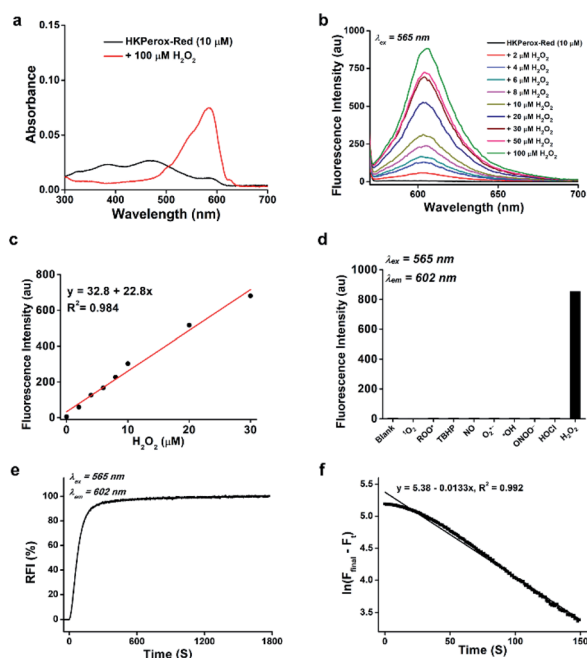 a
HKPerox-Red (10 μM)
+ 100 μM H₂O₂
Absorbance
0.15
0.10
0.05
0.00
300 400 500 600 700
Wavelength (nm)
b
λex = 565 nm
HKPerox-Red (10 μM)
+ 2 μM H₂O₂
+ 4 μM H₂O₂
+ 6 μM H₂O₂
+ 8 μM H₂O₂
+ 10 μM H₂O₂
+ 20 μM H₂O₂
+ 30 μM H₂O₂
+ 50 μM H₂O₂
+ 100 μM H₂O₂
Fluorescence Intensity (au)
1000
750
500
250
0
600 650 700
Wavelength (nm)
c
y = 32.8 + 22.8x
R²= 0.984
Fluorescence Intensity (au)
800
600
400
200
0
0 10 20 30
H₂O₂ (μM)
d
λex = 565 nm
λem = 602 nm
Fluorescence Intensity (au)
1000
800
600
400
200
0
Blank ¹O₂ ROO• TBHP NO O₂•⁻ •OH ONOO⁻ HOCl H₂O₂
e
λex = 565 nm
λem = 602 nm
RFI (%)
100
80
60
40
20
0
0 600 1200 1800
Time (S)
f
y = 5.38 - 0.0133x, R² = 0.992
ln(Ffinal - Ft)
5.5
5.0
4.5
4.0
3.5
3.0
0 50 100 150
Time (S)